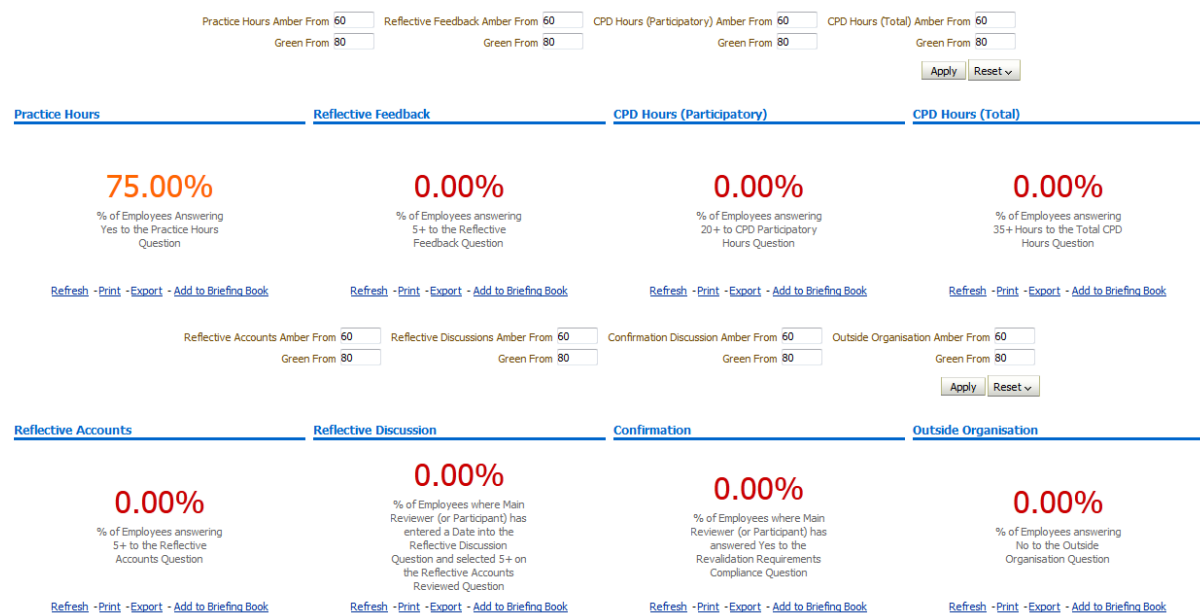 Practice Hours Amber From 60 Reflective Feedback Amber From 60 CPD Hours (Participatory) Amber From 60 CPD Hours (Total) Amber From 60
Green From 80 Green From 80 Green From 80 Green From 80
Apply Reset
Practice Hours Reflective Feedback CPD Hours (Participatory) CPD Hours (Total)
75.00% 0.00% 0.00% 0.00%
% of Employees Answering % of Employees answering % of Employees answering % of Employees answering
Yes to the Practice Hours 5+ to the Reflective 20+ to CPD Participatory 35+ Hours to the Total CPD
Question Feedback Question Hours Question Hours Question
Refresh - Print - Export - Add to Briefing Book Refresh - Print - Export - Add to Briefing Book Refresh - Print - Export - Add to Briefing Book Refresh - Print - Export - Add to Briefing Book
Reflective Accounts Amber From 60 Reflective Discussions Amber From 60 Confirmation Discussion Amber From 60 Outside Organisation Amber From 60
Green From 80 Green From 80 Green From 80 Green From 80
Apply Reset
Reflective Accounts Reflective Discussion Confirmation Outside Organisation
0.00%
% of Employees answering
5+ to the Reflective
Accounts Question
0.00%
% of Employees where Main
Reviewer (or Participant) has
entered a Date into the
Reflective Discussion
Question and selected 5+ on
the Reflective Accounts
Reviewed Question
0.00%
% of Employees where Main
Reviewer (or Participant) has
answered Yes to the
Revalidation Requirements
Compliance Question
0.00%
% of Employees answering
No to the Outside
Organisation Question
Refresh - Print - Export - Add to Briefing Book Refresh - Print - Export - Add to Briefing Book Refresh - Print - Export - Add to Briefing Book Refresh - Print - Export - Add to Briefing Book